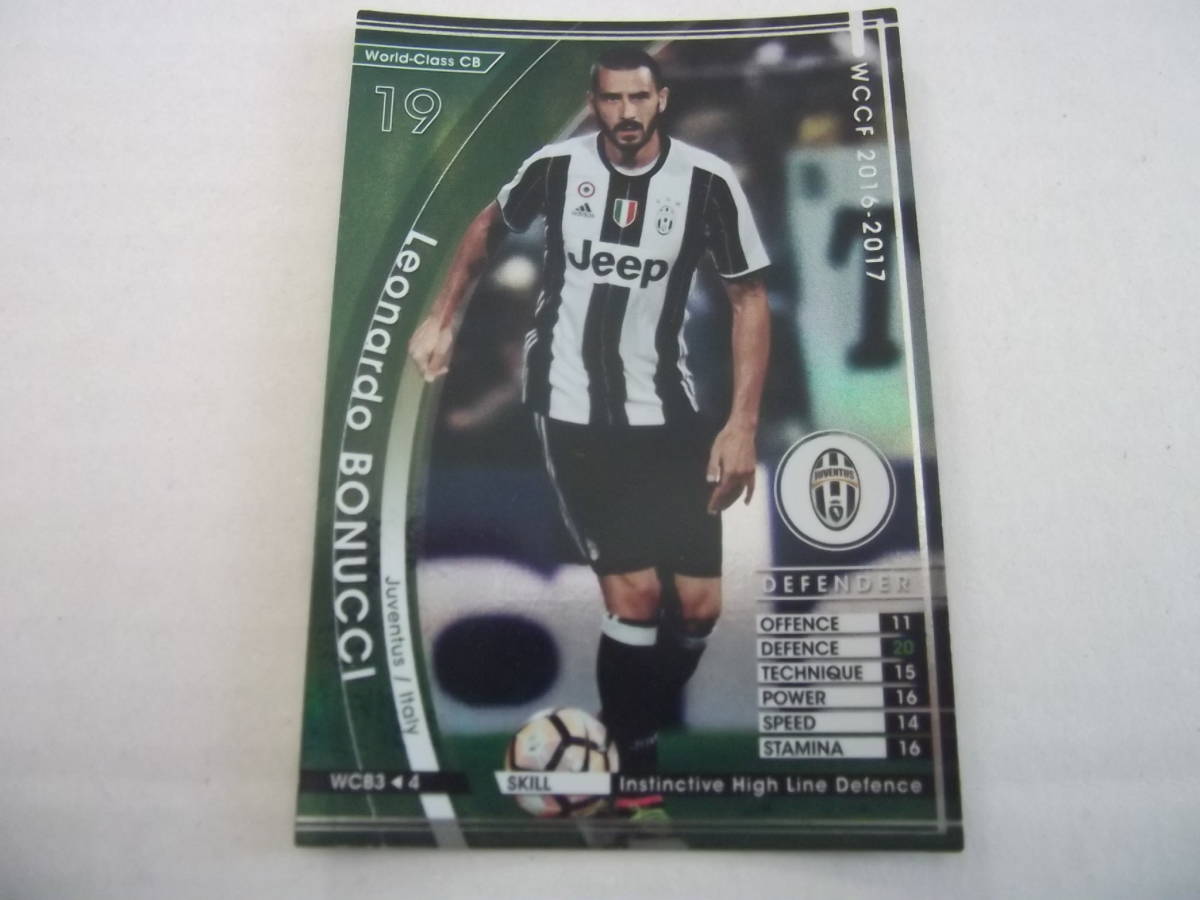 World-Class CB
19
WCCF 2016-2017
adidas
Jeep
Leonardo BONUCCI
Juventus / Italy
JUVENTUS
DEFENDER
OFFENCE 11
DEFENCE 20
TECHNIQUE 15
POWER 16
SPEED 14
STAMINA 16
WCB3 ◀ 4
SKILL Instinctive High Line Defence